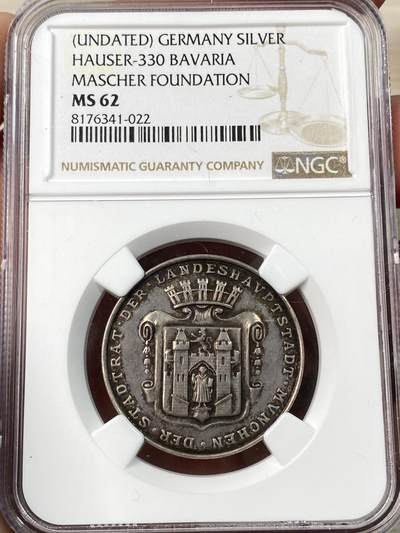 (UNDATED) GERMANY SILVER
HAUSER-330 BAVARIA
MASCHER FOUNDATION
MS 62
8176341-022
NUMISMATIC GUARANTY COMPANY
NGC
DER · STADTRAT · DER · LANDESHAUPTSTADT · MÜNCHEN ·